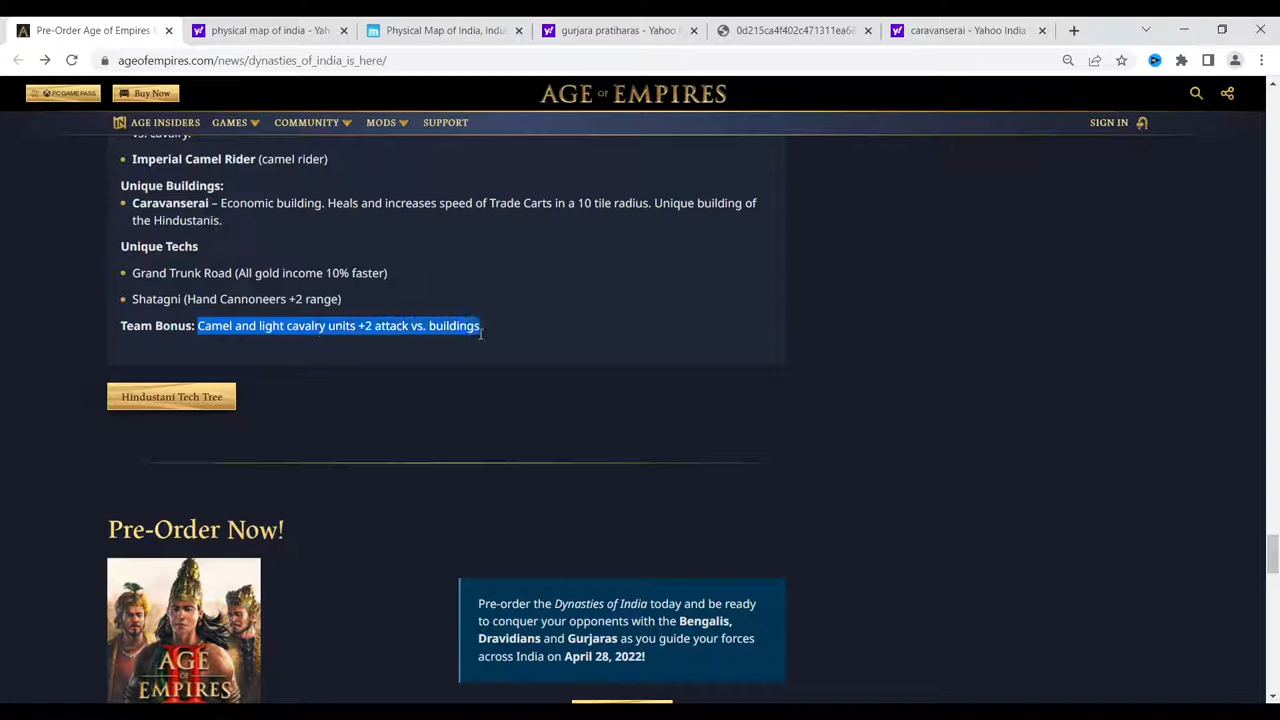 Pre-Order Age of Empires
physical map of india - Yah
Physical Map of India, India
gurjara pratiharas - Yahoo I
0d215ca4f402c471311ea68
caravanserai - Yahoo India
ageofempires.com/news/dynasties_of_india_is_here/
PC GAME PASS
Buy Now
AGE OF EMPIRES
AGE INSIDERS GAMES COMMUNITY MODS SUPPORT SIGN IN
vs. cavalry.
Imperial Camel Rider (camel rider)
Unique Buildings:
Caravanserai – Economic building. Heals and increases speed of Trade Carts in a 10 tile radius. Unique building of
the Hindustanis.
Unique Techs
Grand Trunk Road (All gold income 10% faster)
Shatagni (Hand Cannoneers +2 range)
Team Bonus: Camel and light cavalry units +2 attack vs. buildings
Hindustani Tech Tree
Pre-Order Now!
AGE
OF
EMPIRES
II
Pre-order the Dynasties of India today and be ready
to conquer your opponents with the Bengalis,
Dravidians and Gurjaras as you guide your forces
across India on April 28, 2022!